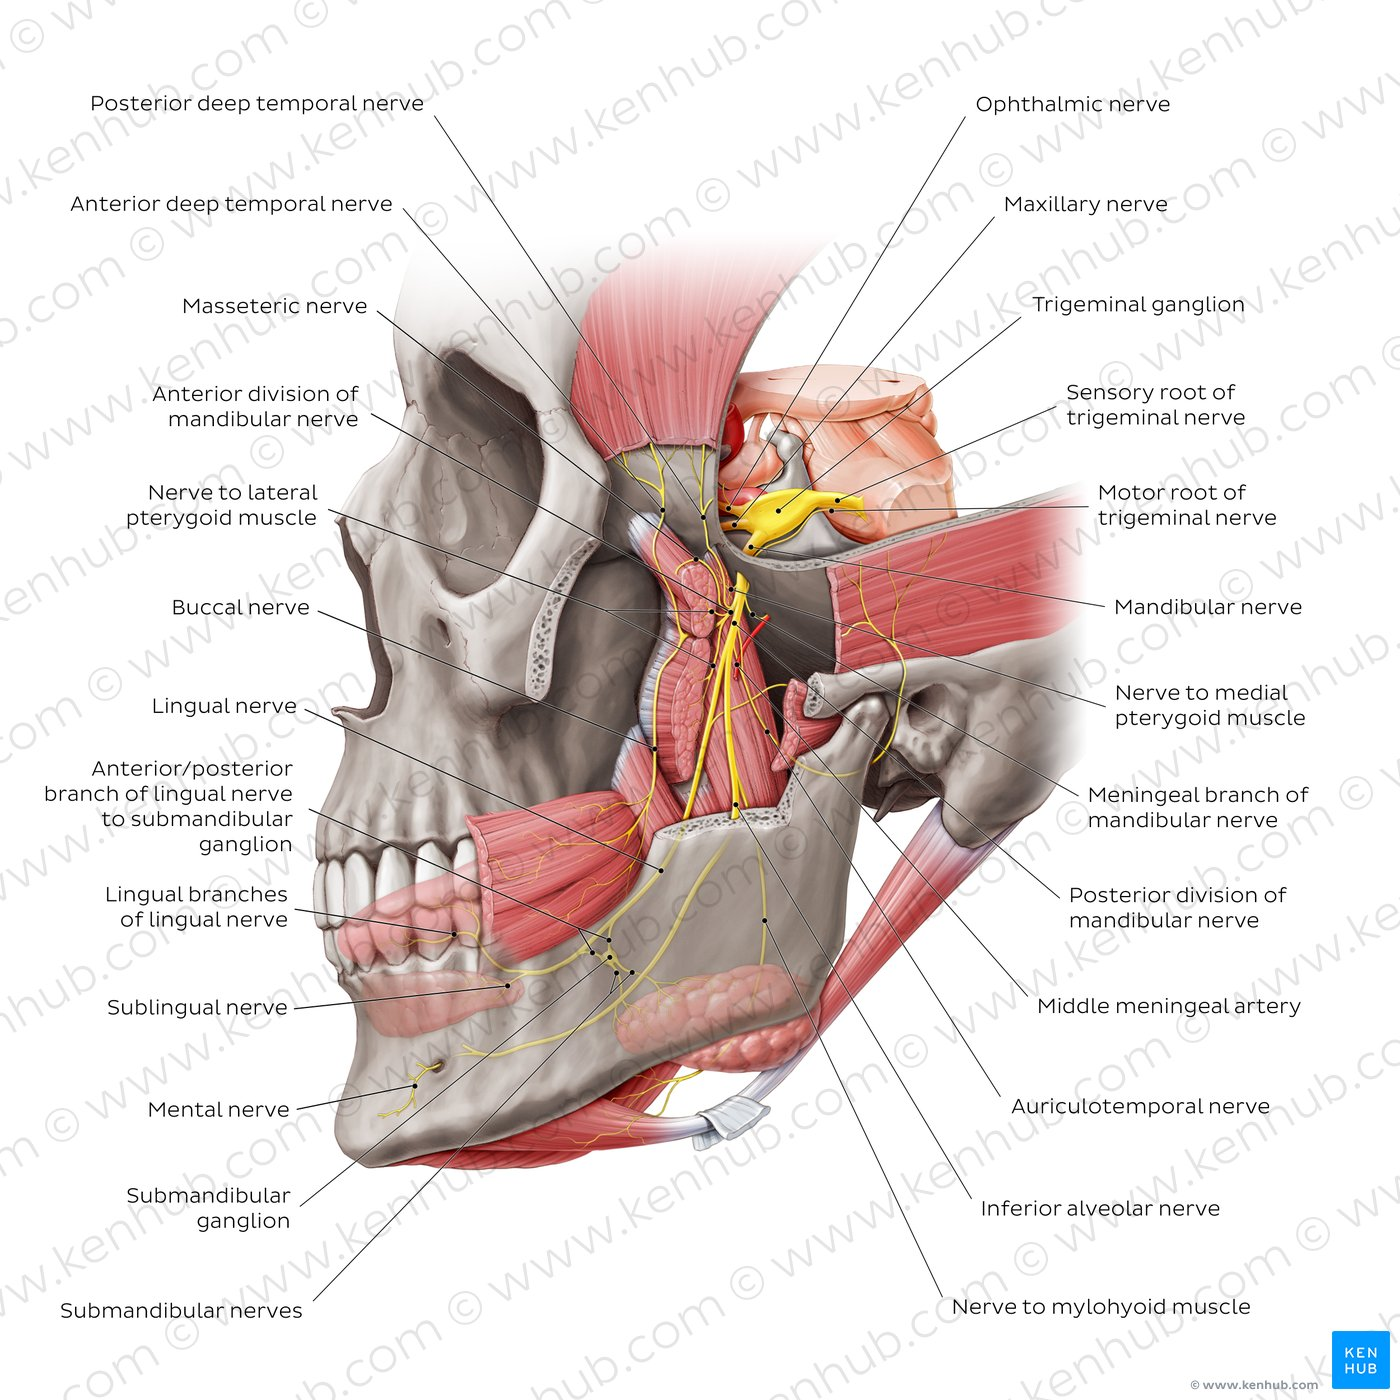 Posterior deep temporal nerve
Anterior deep temporal nerve
Masseteric nerve
Anterior division of
mandibular nerve
Nerve to lateral
pterygoid muscle
Buccal nerve
Lingual nerve
Anterior/posterior
branch of lingual nerve
to submandibular
ganglion
Lingual branches
of lingual nerve
Sublingual nerve
Mental nerve
Submandibular
ganglion
Submandibular nerves
Ophthalmic nerve
Maxillary nerve
Trigeminal ganglion
Sensory root of
trigeminal nerve
Motor root of
trigeminal nerve
Mandibular nerve
Nerve to medial
pterygoid muscle
Meningeal branch of
mandibular nerve
Posterior division of
mandibular nerve
Middle meningeal artery
Auriculotemporal nerve
Inferior alveolar nerve
Nerve to mylohyoid muscle
KEN
HUB
© www.kenhub.com